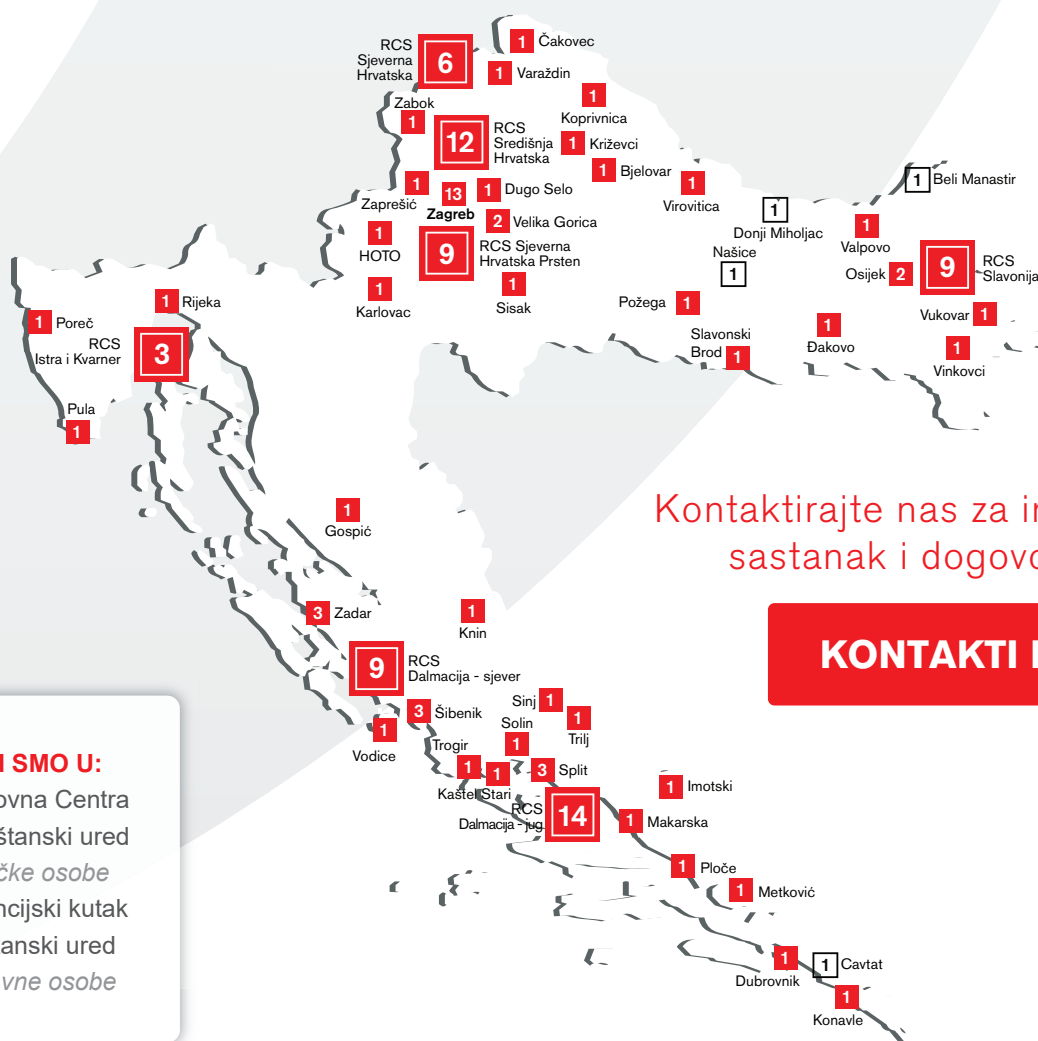 RCS
Sjeverna
Hrvatska
6
1 Čakovec
1 Varaždin
Zabok
1
1
Koprivnica
12
RCS
Središnja
Hrvatska
1 Križevci
1 Bjelovar
1
Virovitica
1 Beli Manastir
1
Zaprešić
13
Zagreb
1 Dugo Selo
2 Velika Gorica
1
HOTO
9
RCS Sjeverna
Hrvatska Prsten
1
Donji Miholjac
1
Valpovo
Našice
1
Osijek 2
9
RCS
Slavonija
1
Karlovac
1
Sisak
Požega 1
Vukovar 1
1
Đakovo
Slavonski
Brod 1
1
Vinkovci
1 Rijeka
1 Poreč
RCS
Istra i Kvarner
3
Pula
1
Kontaktirajte nas za
sastanak i
KONTAKTI
1
Gospić
3 Zadar
1
Knin
9
RCS
Dalmacija - sjever
3 Šibenik
1
Vodice
Sinj 1
1
Trilj
Solin
1
Trogir
1
1
Kaštel Stari
3 Split
RCS
Dalmacija - jug
14
1 Imotski
1 Makarska
1 Ploče
1 Metković
1
Dubrovnik
1 Cavtat
1
Konavle
SMO U:
Centra
ured
osobe
kutak
ured
osobe